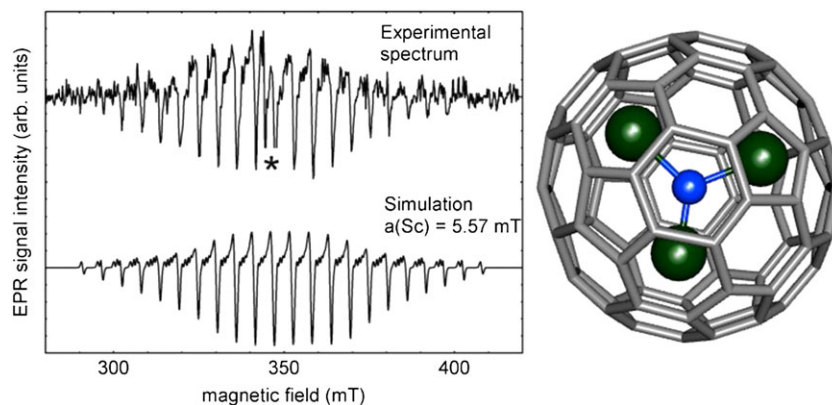 Experimental
spectrum
*
Simulation
a(Sc) = 5.57 mT
EPR signal intensity (arb. units)
300 350 400
magnetic field (mT)